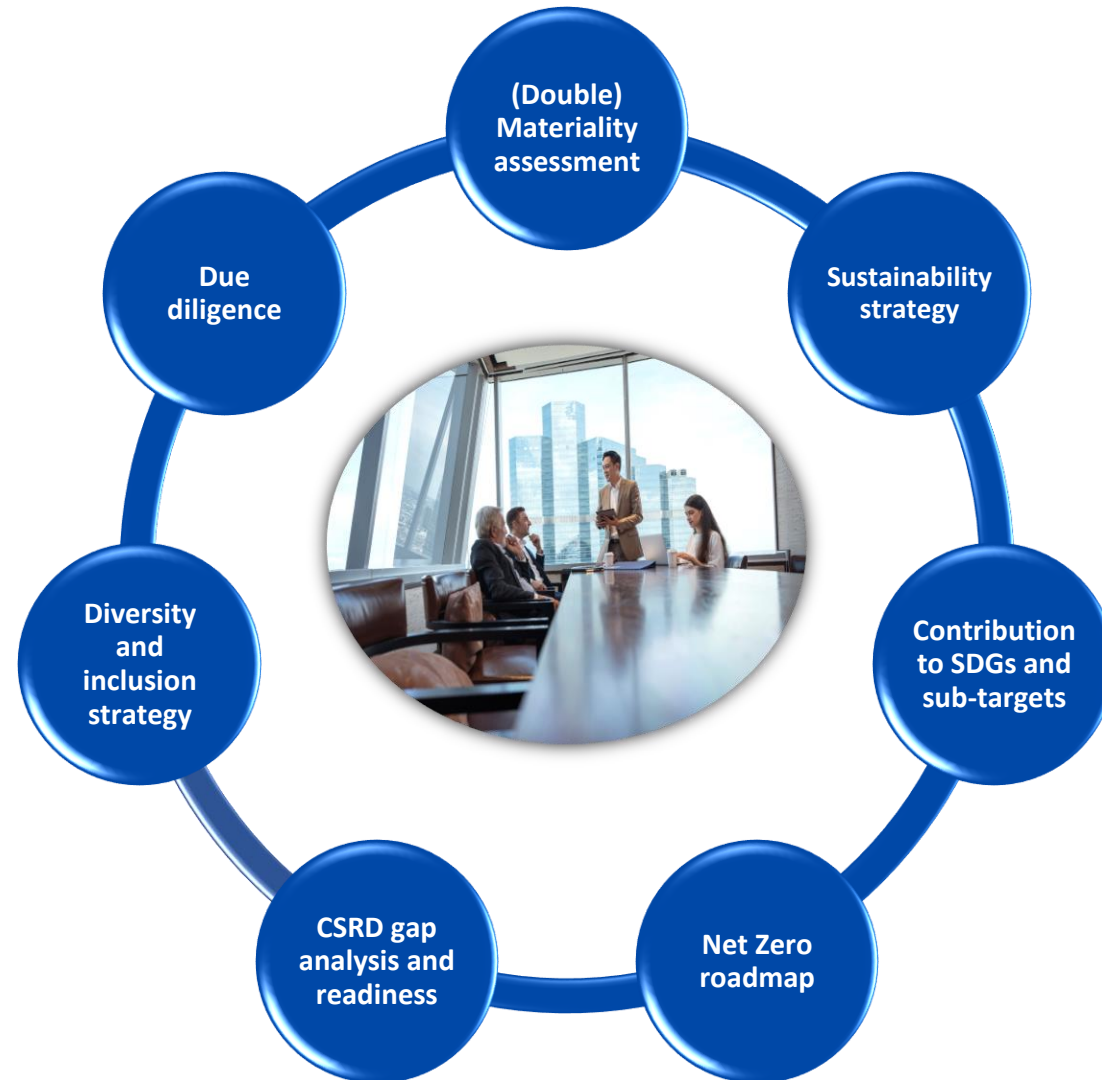 (Double)
Materiality
assessment
Sustainability
strategy
Contribution
to SDGs and
sub-targets
Net Zero
roadmap
CSRD gap
analysis and
readiness
Diversity
and
inclusion
strategy
Due
diligence